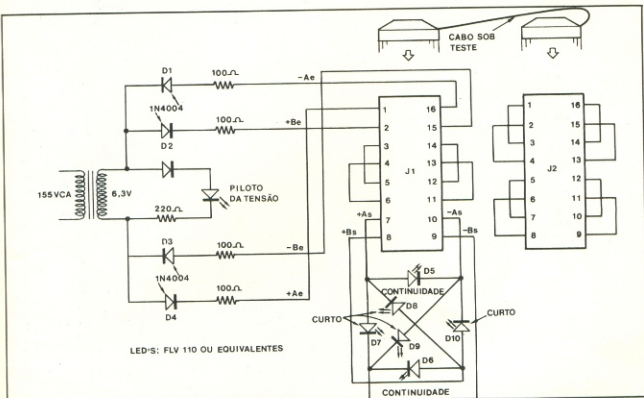 CABO SOB
TESTE
D1
100Ω
-Ae
1N4004
100Ω
+Be
D2
155VCA
6,3V
PILOTO
DA TENSÃO
220Ω
D3
100Ω
-Be
1N4004
100Ω
+Ae
D4
LED'S: FLV 110 OU EQUIVALENTES
1 16
2 15
3 14
4 13
5 12
6 11
7 10
8 9
J1
+As
-As
+Bs
-Bs
1 16
2 15
3 14
4 13
5 12
6 11
7 10
8 9
J2
D5
CONTINUIDADE
D8
CURTO
CURTO
D7
D9
D10
D6
CONTINUIDADE